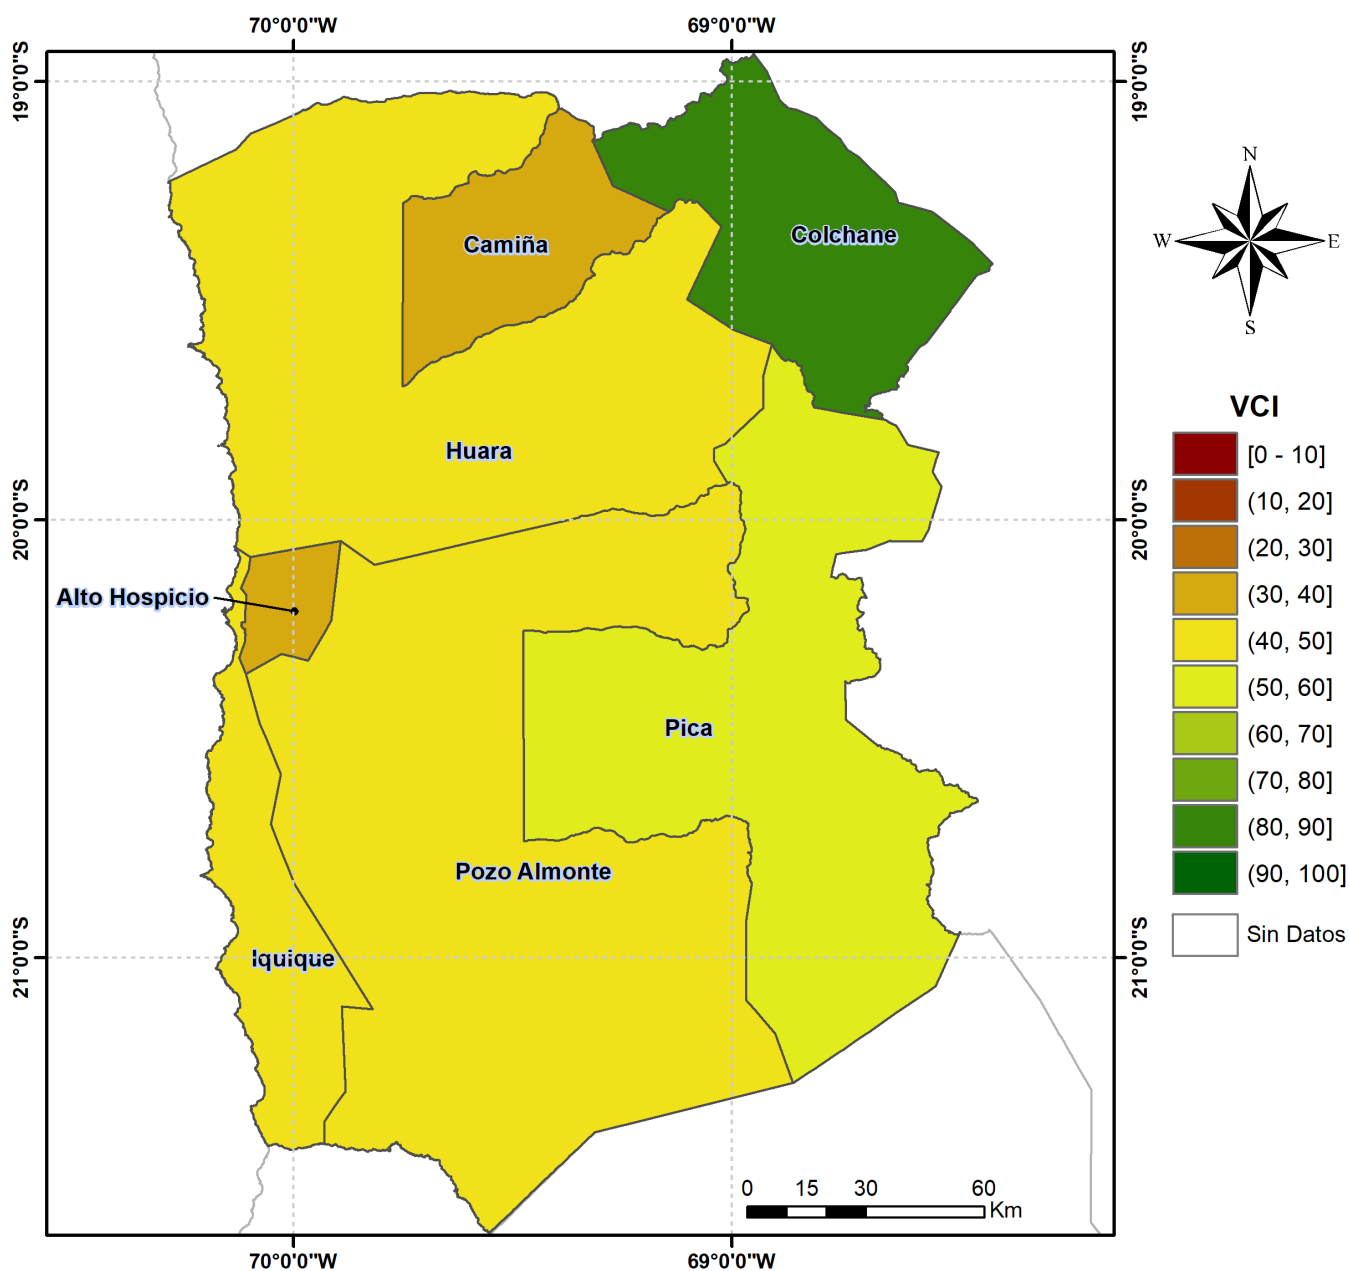 70°0'0"W
69°0'0"W
19°0'0"S
19°0'0"S
N
W
E
S
Camiña
Colchane
VCI
[0 - 10]
(10, 20]
(20, 30]
(30, 40]
(40, 50]
(50, 60]
(60, 70]
(70, 80]
(80, 90]
(90, 100]
Sin Datos
Huara
20°0'0"S
20°0'0"S
Alto Hospicio
Pica
Pozo Almonte
Iquique
21°0'0"S
21°0'0"S
0 15 30 60
Km
70°0'0"W
69°0'0"W